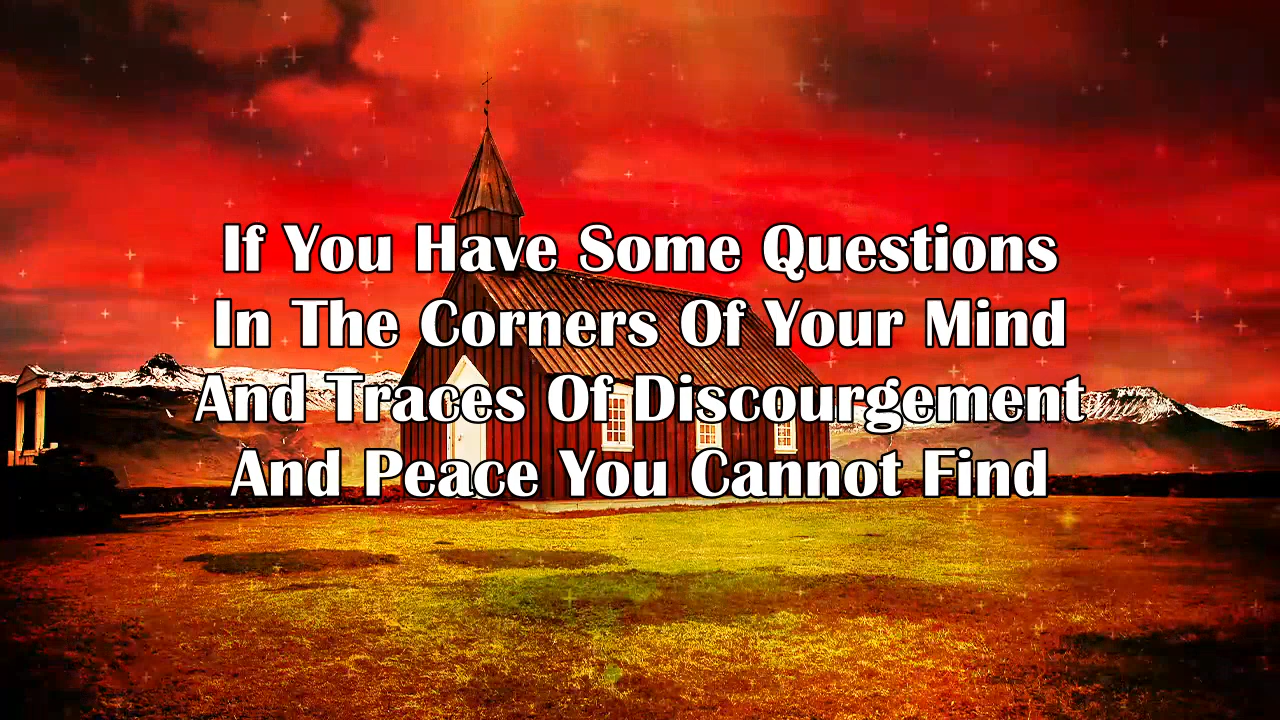 If You Have Some Questions
In The Corners Of Your Mind
And Traces Of Discourgement
And Peace You Cannot Find